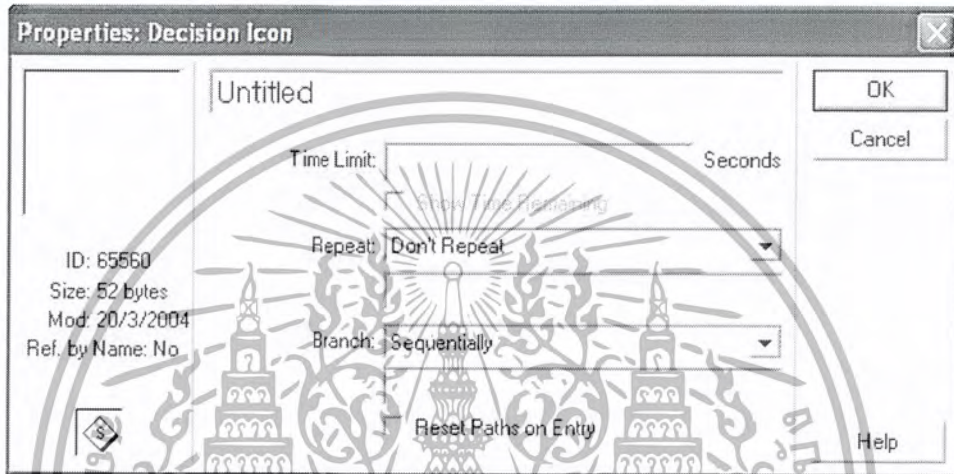 Properties: Decision Icon
Untitled
OK
Cancel
Time Limit:
Seconds
Show Time Remaining
Repeat: Don't Repeat
ID: 65560
Size: 52 bytes
Mod: 20/3/2004
Ref. by Name: No
Branch: Sequentially
Reset Paths on Entry
Help
S